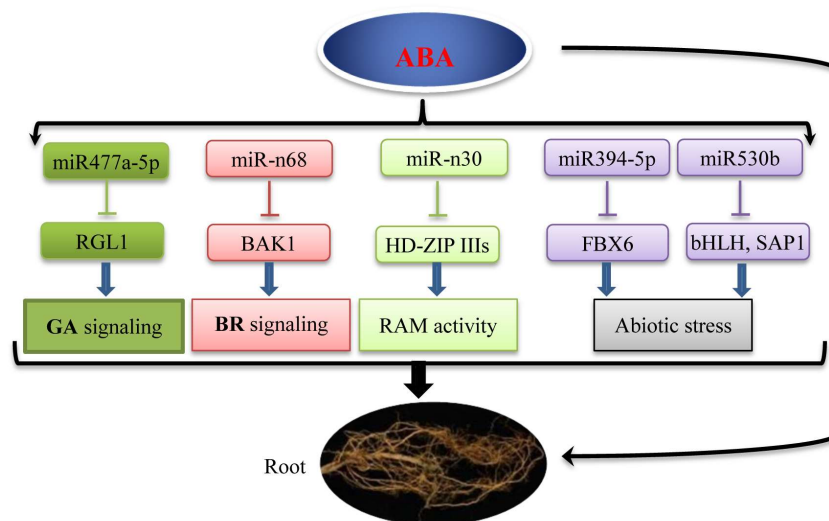 ABA
miR477a-5p
miR-n68
miR-n30
miR394-5p
miR530b
RGL1
BAK1
HD-ZIP IIIs
FBX6
bHLH, SAP1
GA signaling
BR signaling
RAM activity
Abiotic stress
Root